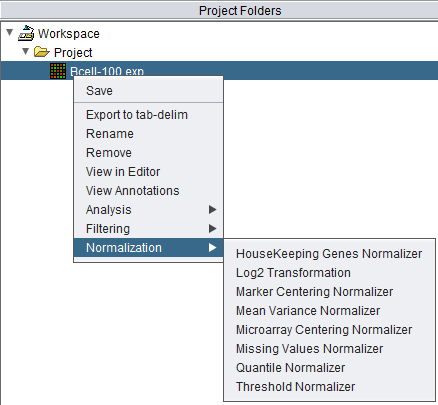 Project Folders
Workspace
Project
Bcell-100.exp
Save
Export to tab-delim
Rename
Remove
View in Editor
View Annotations
Analysis
Filtering
Normalization
HouseKeeping Genes Normalizer
Log2 Transformation
Marker Centering Normalizer
Mean Variance Normalizer
Microarray Centering Normalizer
Missing Values Normalizer
Quantile Normalizer
Threshold Normalizer